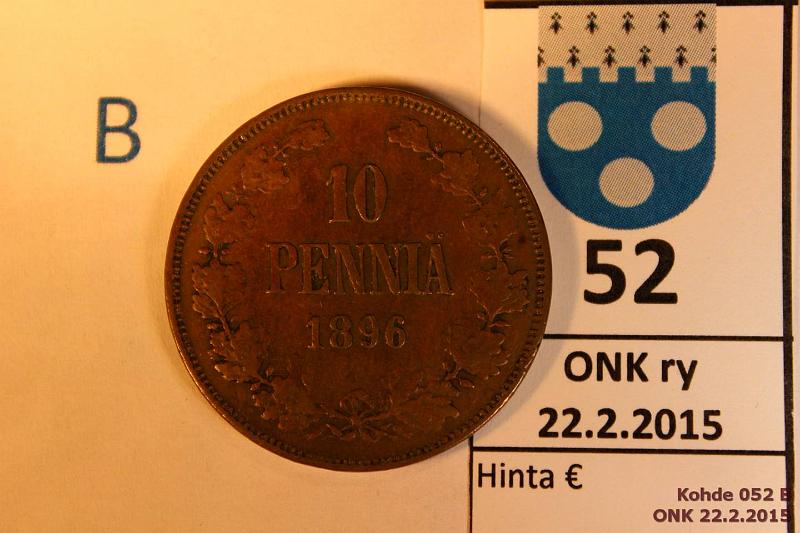 B
10
PENNIÄ
1896
52
ONK ry
22.2.2015
Hinta €
Kohde 052 B
ONK 22.2.2015